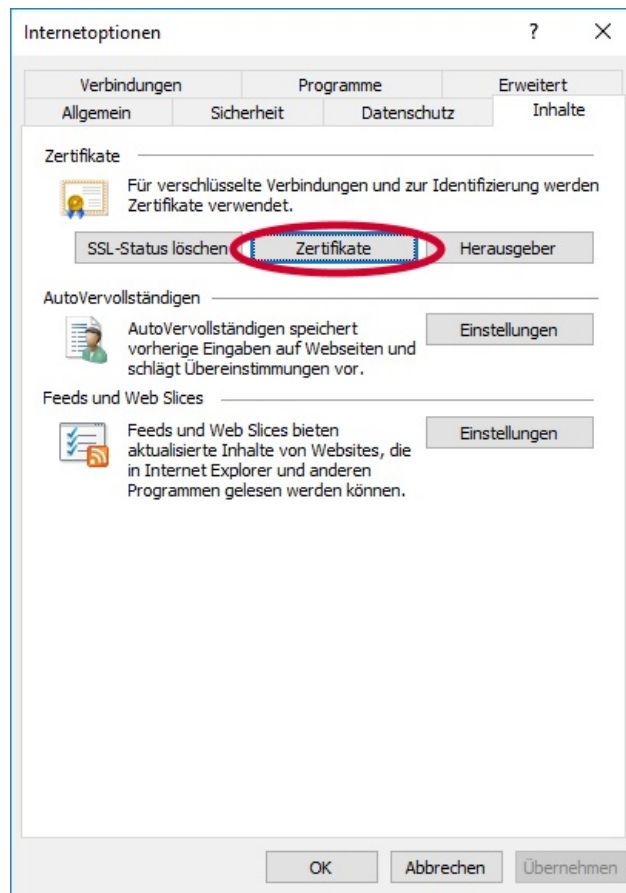 Internetoptionen ?
Verbindungen Programme Erweitert
Allgemein Sicherheit Datenschutz Inhalte
Zertifikate
Für verschlüsselte Verbindungen und zur Identifizierung werden
Zertifikate verwendet.
SSL-Status löschen Zertifikate Herausgeber
AutoVervollständigen
AutoVervollständigen speichert
vorherige Eingaben auf Webseiten und
schlägt Übereinstimmungen vor.
Einstellungen
Feeds und Web Slices
Feeds und Web Slices bieten
aktualisierte Inhalte von Websites, die
in Internet Explorer und anderen
Programmen gelesen werden können.
Einstellungen
OK Abbrechen Übernehmen